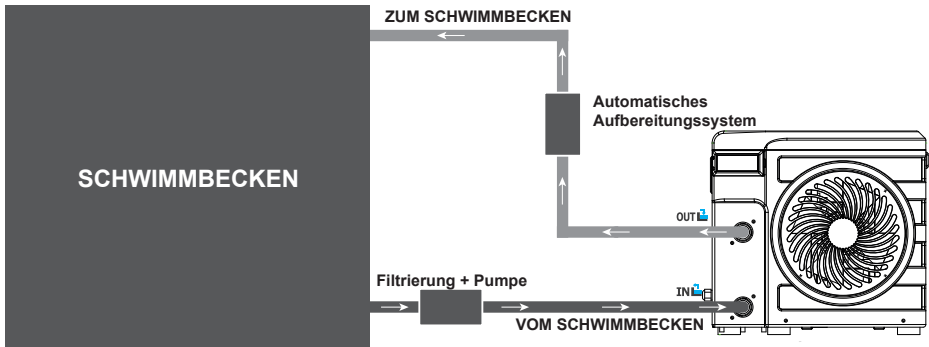 ZUM SCHWIMMBECKEN
Automatisches
Aufbereitungssystem
SCHWIMMBECKEN
OUT
Filtrierung + Pumpe
IN
VOM SCHWIMMBECKEN